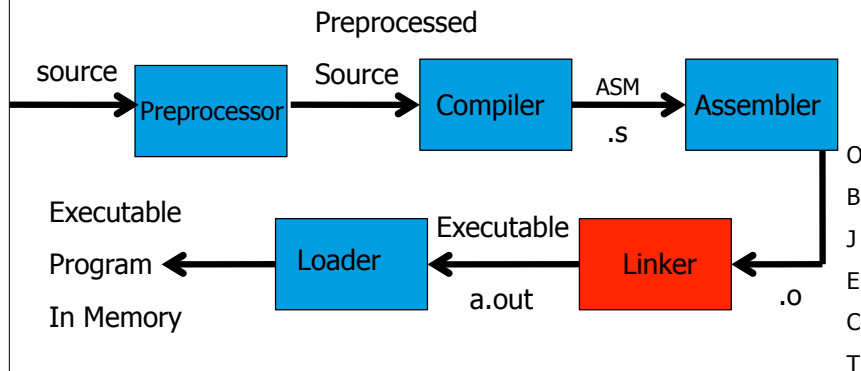 Preprocessed
source
Source
Preprocessor
Compiler
ASM
.s
Assembler
O
B
J
E
C
T
.o
Linker
Executable
a.out
Loader
Executable
Program
In Memory